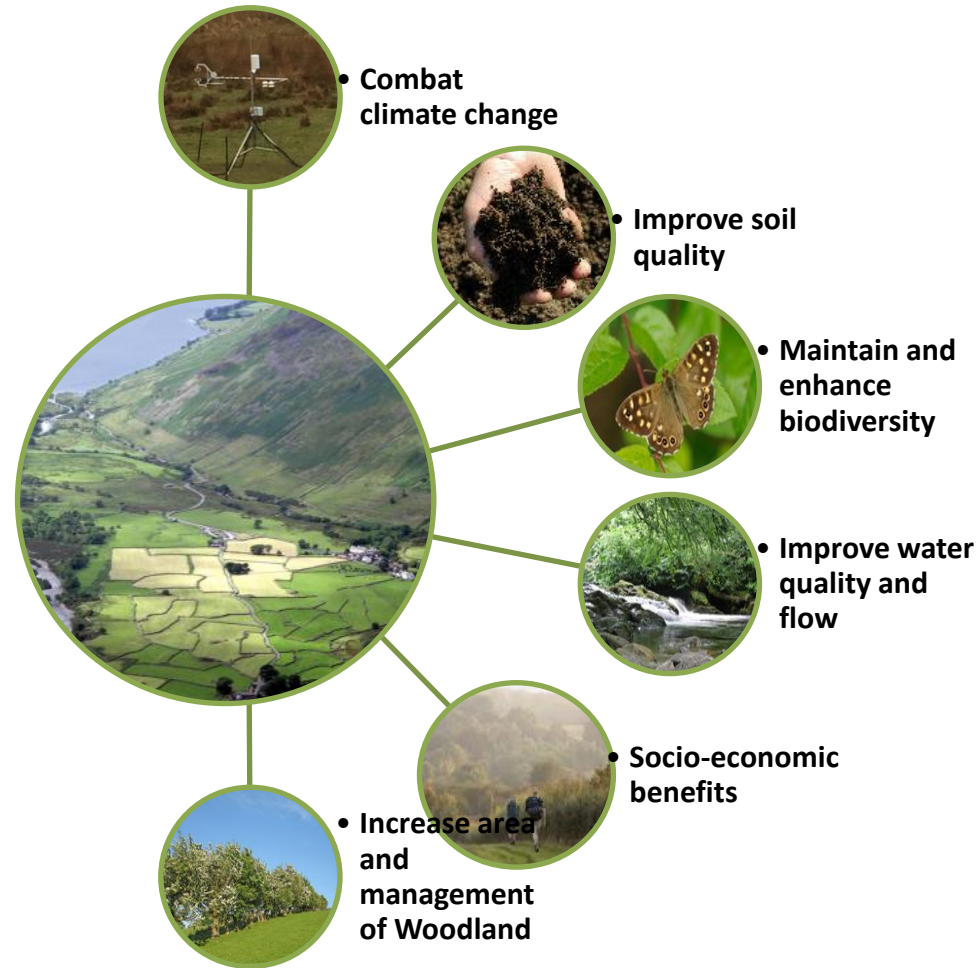 • Combat
climate change
• Improve soil
quality
• Maintain and
enhance
biodiversity
• Improve water
quality and
flow
• Socio-economic
benefits
• Increase area
and
management
of Woodland